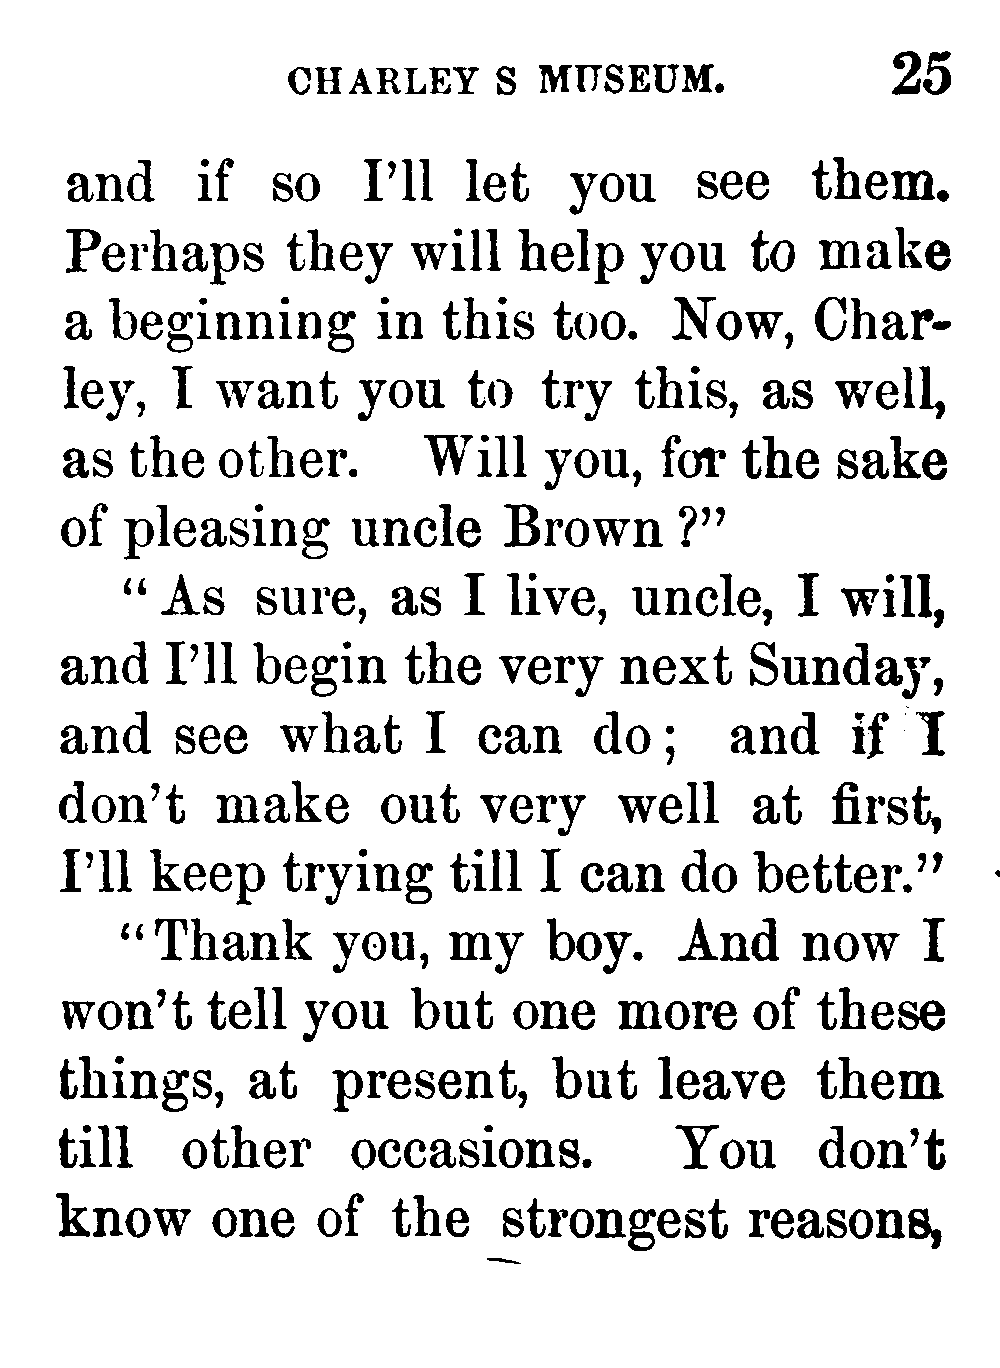 CHARLEY S MUSEUM. 25
and if so I'll let you see them.
Perhaps they will help you to make
a beginning in this too. Now, Char-
ley, I want you to try this, as well,
as the other. Will you, for the sake
of pleasing uncle Brown?"
"As sure, as I live, uncle, I will,
and I'll begin the very next Sunday,
and see what I can do; and if I
don't make out very well at first,
I'll keep trying till I can do better."
"Thank you, my boy. And now I
won't tell you but one more of these
things, at present, but leave them
till other occasions. You don't
know one of the strongest reasons,